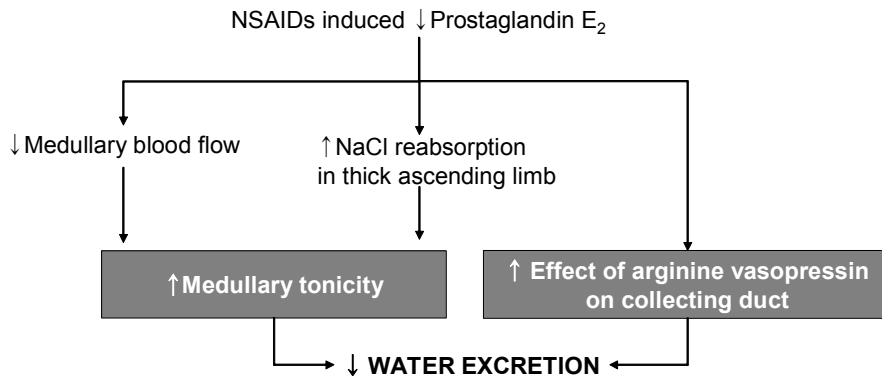 NSAIDs induced ↓ Prostaglandin E₂
↓ Medullary blood flow
↑ NaCl reabsorption
in thick ascending limb
↑ Medullary tonicity
↑ Effect of arginine vasopressin
on collecting duct
↓ WATER EXCRETION